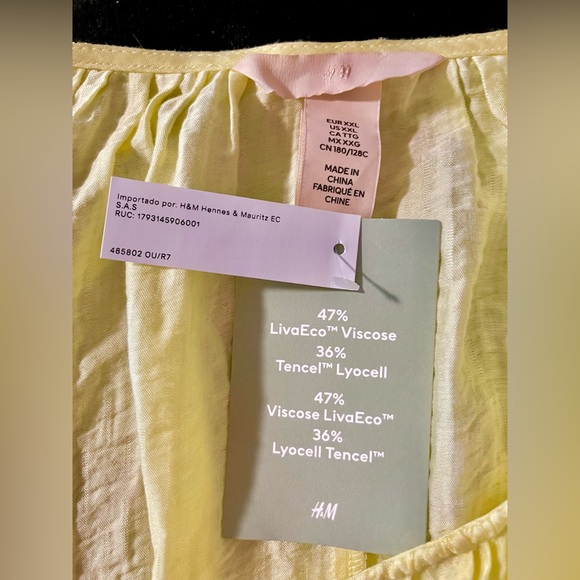 H&M
EUR XXL
US XXL
CA TTG
MX XXG
CN 180/128C
MADE IN
CHINA
FABRIQUÉ EN
CHINE
Importado por. H&M Hennes & Mauritz EC
S.A.S
RUC: 1793145906001
485802 OU/R7
47%
LivaEco™ Viscose
36%
Tencel™ Lyocell
47%
Viscose LivaEco™
36%
Lyocell Tencel™
H&M